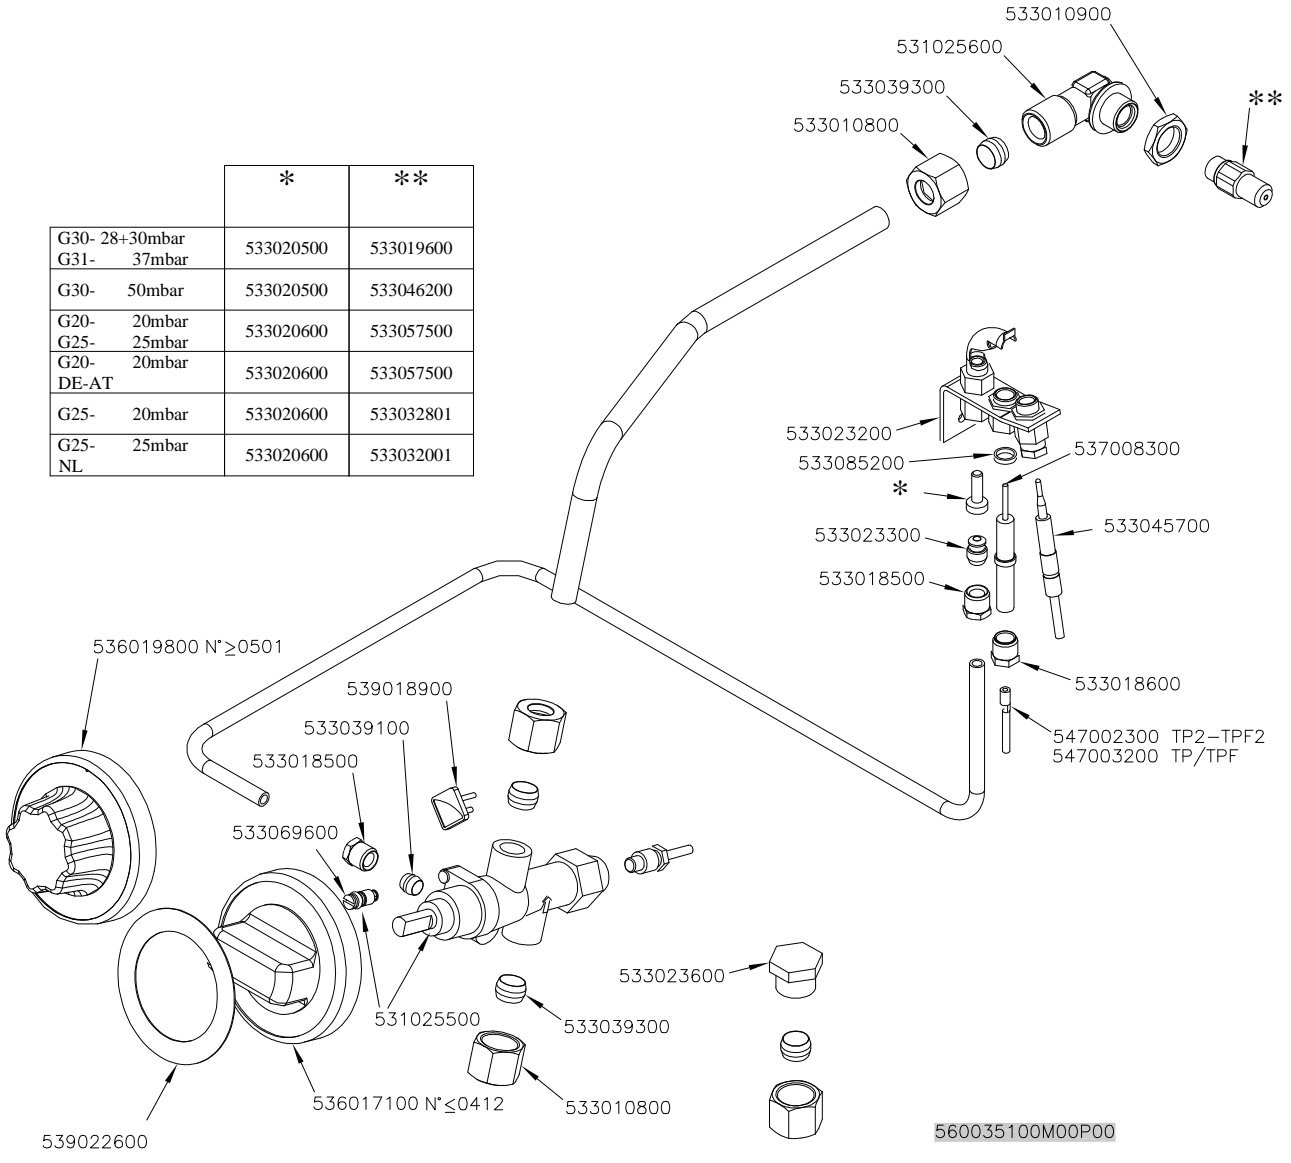 533010900
531025600
533039300
**
533010800
* **
G30- 28+30mbar 533020500 533019600
G31- 37mbar
G30- 50mbar 533020500 533046200
G20- 20mbar 533020600 533057500
G25- 25mbar
G20- 20mbar 533020600 533057500
DE-AT
G25- 20mbar 533020600 533032801
G25- 25mbar 533020600 533032001
NL
533023200
537008300
533085200
*
533045700
533023300
533018500
536019800 N°≥0501
539018900
533018600
533039100
547002300 TP2-TPF2
547003200 TP/TPF
533018500
533069600
533023600
531025500
533039300
536017100 N°≤0412
533010800
560035100M00P00
539022600